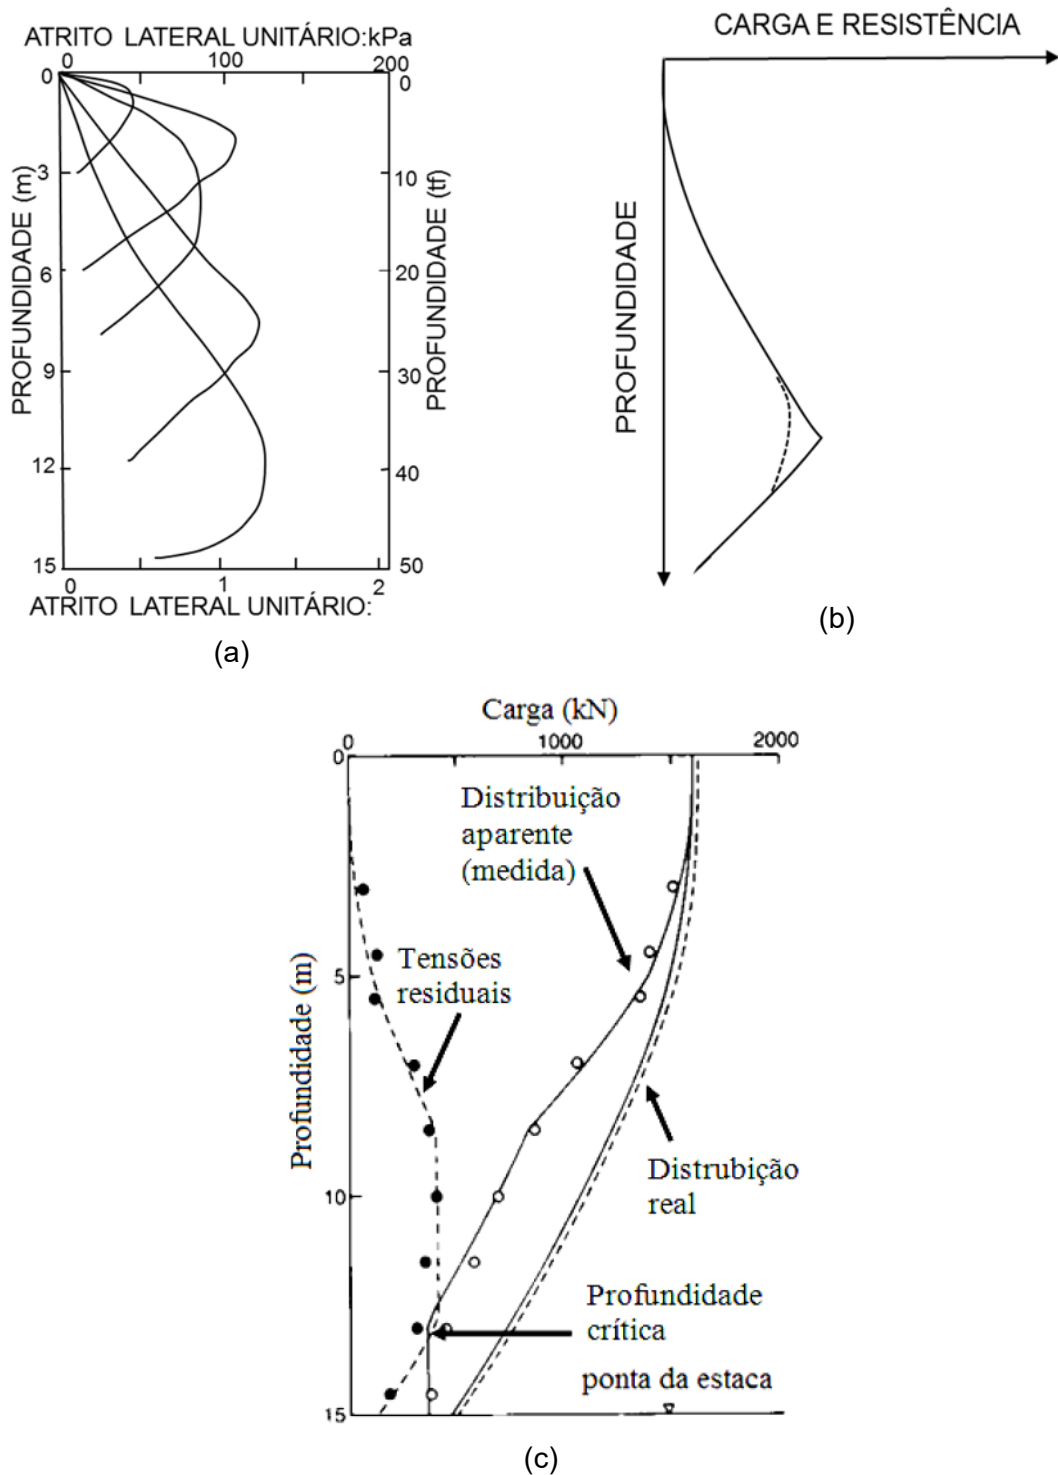 ATRITO LATERAL UNITÁRIO:kPa
0 100 200
0 0
3 10
6 20
9 30
12 40
15 50
0 1 2
PROFUNDIDADE (m)
PROFUNDIDADE (tf)
ATRITO LATERAL UNITÁRIO:
(a)
CARGA E RESISTÊNCIA
PROFUNDIDADE
(b)
Carga (kN)
0 1000 2000
0
Distribuição
aparente
(medida)
Tensões
residuais
5
Profundidade (m)
Distrubição
real
10
Profundidade
crítica
ponta da estaca
15
(c)